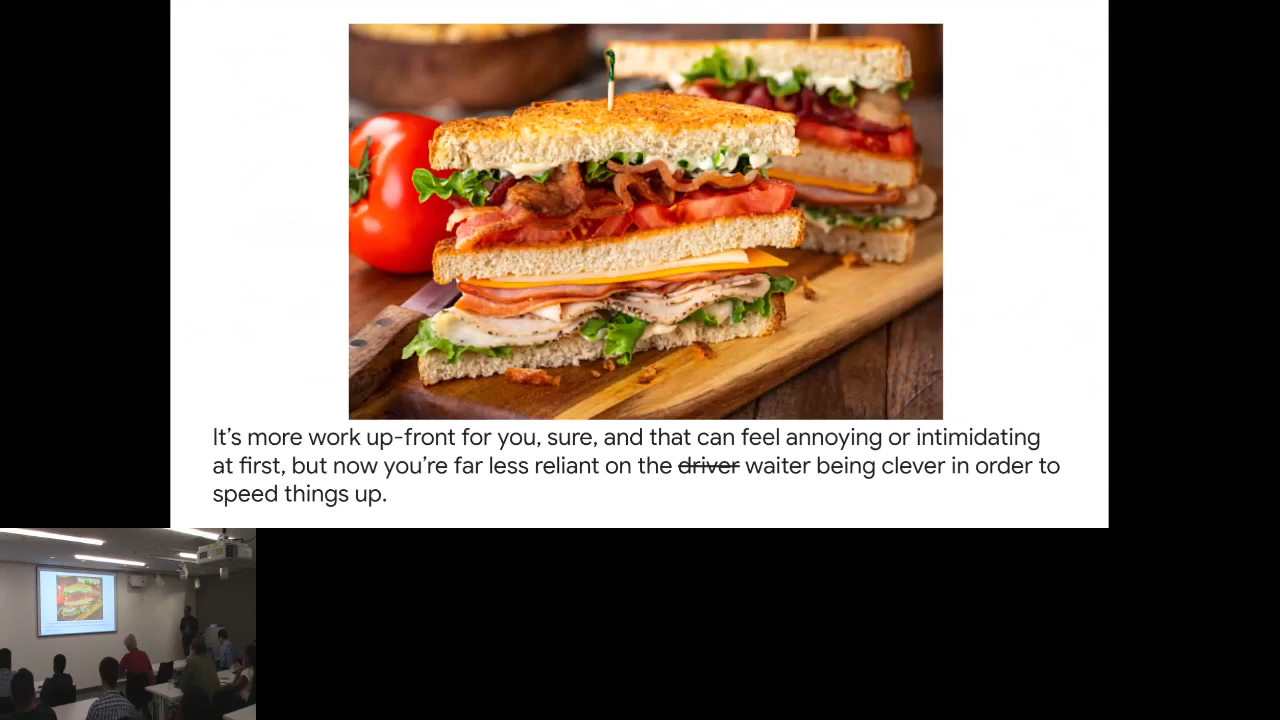 It's more work up-front for you, sure, and that can feel annoying or intimidating
at first, but now you're far less reliant on the ~~driver~~ waiter being clever in order to
speed things up.